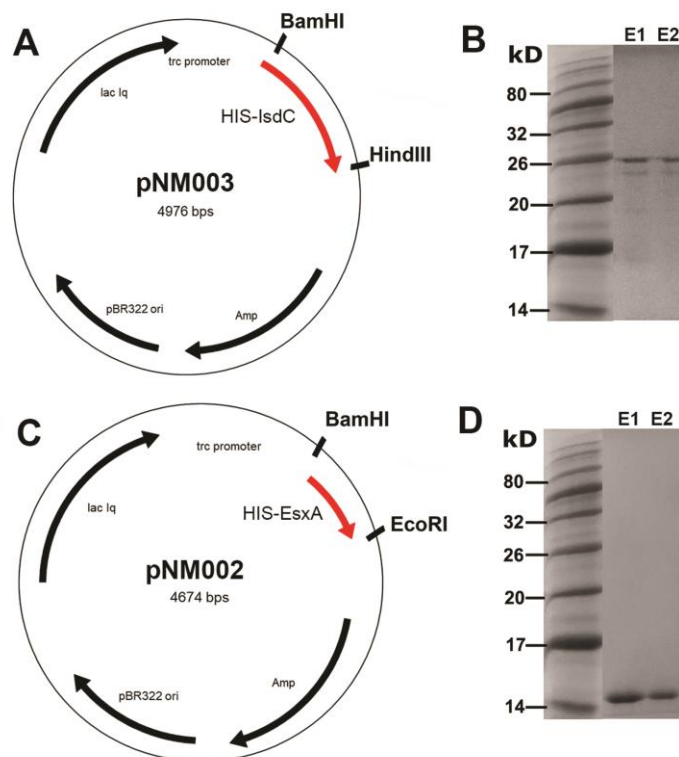 A
BamHI
trc promoter
lac Iq
HIS-IsdC
HindIII
pNM003
4976 bps
pBR322 ori
Amp
B
E1 E2
kD
80
32
26
20
17
14
C
BamHI
trc promoter
lac Iq
HIS-EsxA
EcoRI
pNM002
4674 bps
pBR322 ori
Amp
D
E1 E2
kD
80
32
26
20
17
14